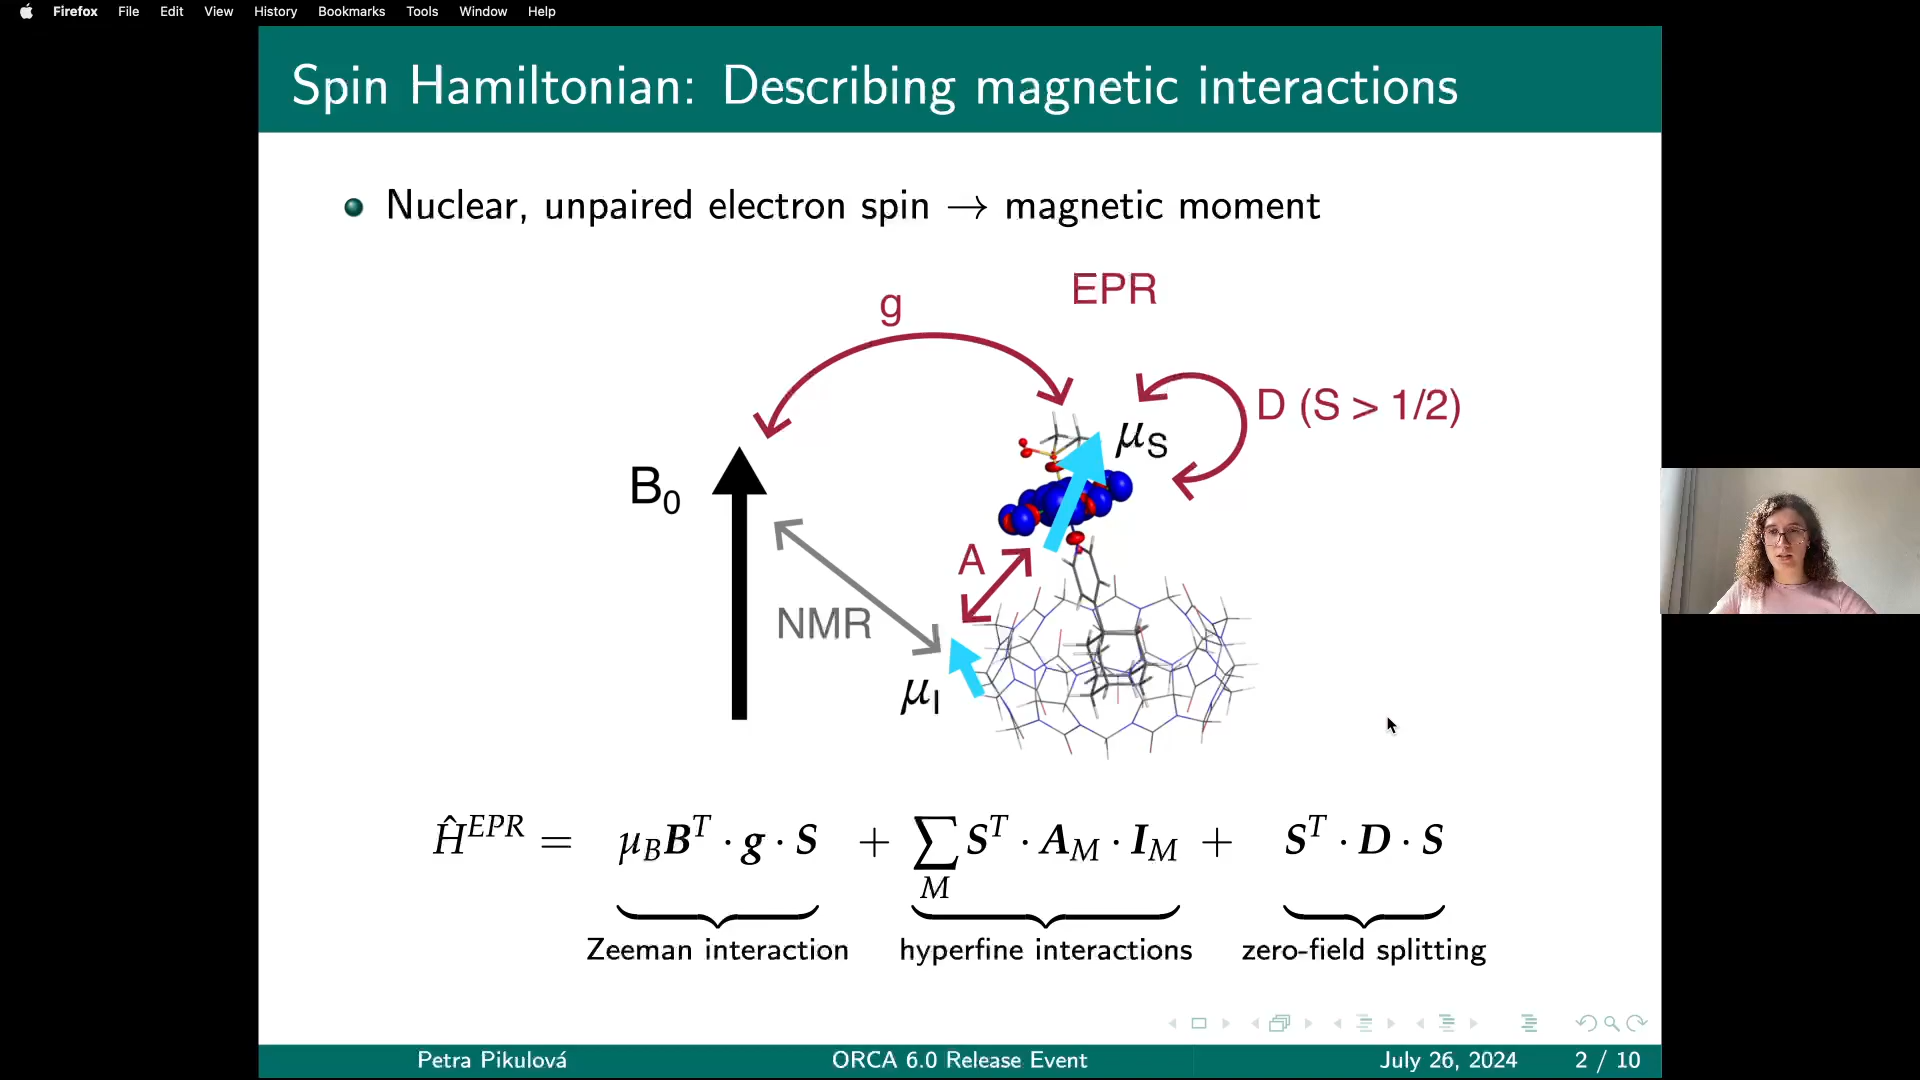 Firefox File Edit View History Bookmarks Tools Window Help
Spin Hamiltonian: Describing magnetic interactions
Nuclear, unpaired electron spin → magnetic moment
EPR
g
D (S > 1/2)
μS
B0
A
NMR
μI
Ĥ^EPR = μ_B B^T · g · S + ∑_M S^T · A_M · I_M + S^T · D · S
Zeeman interaction hyperfine interactions zero-field splitting
Petra Pikulová ORCA 6.0 Release Event July 26, 2024 2 / 10